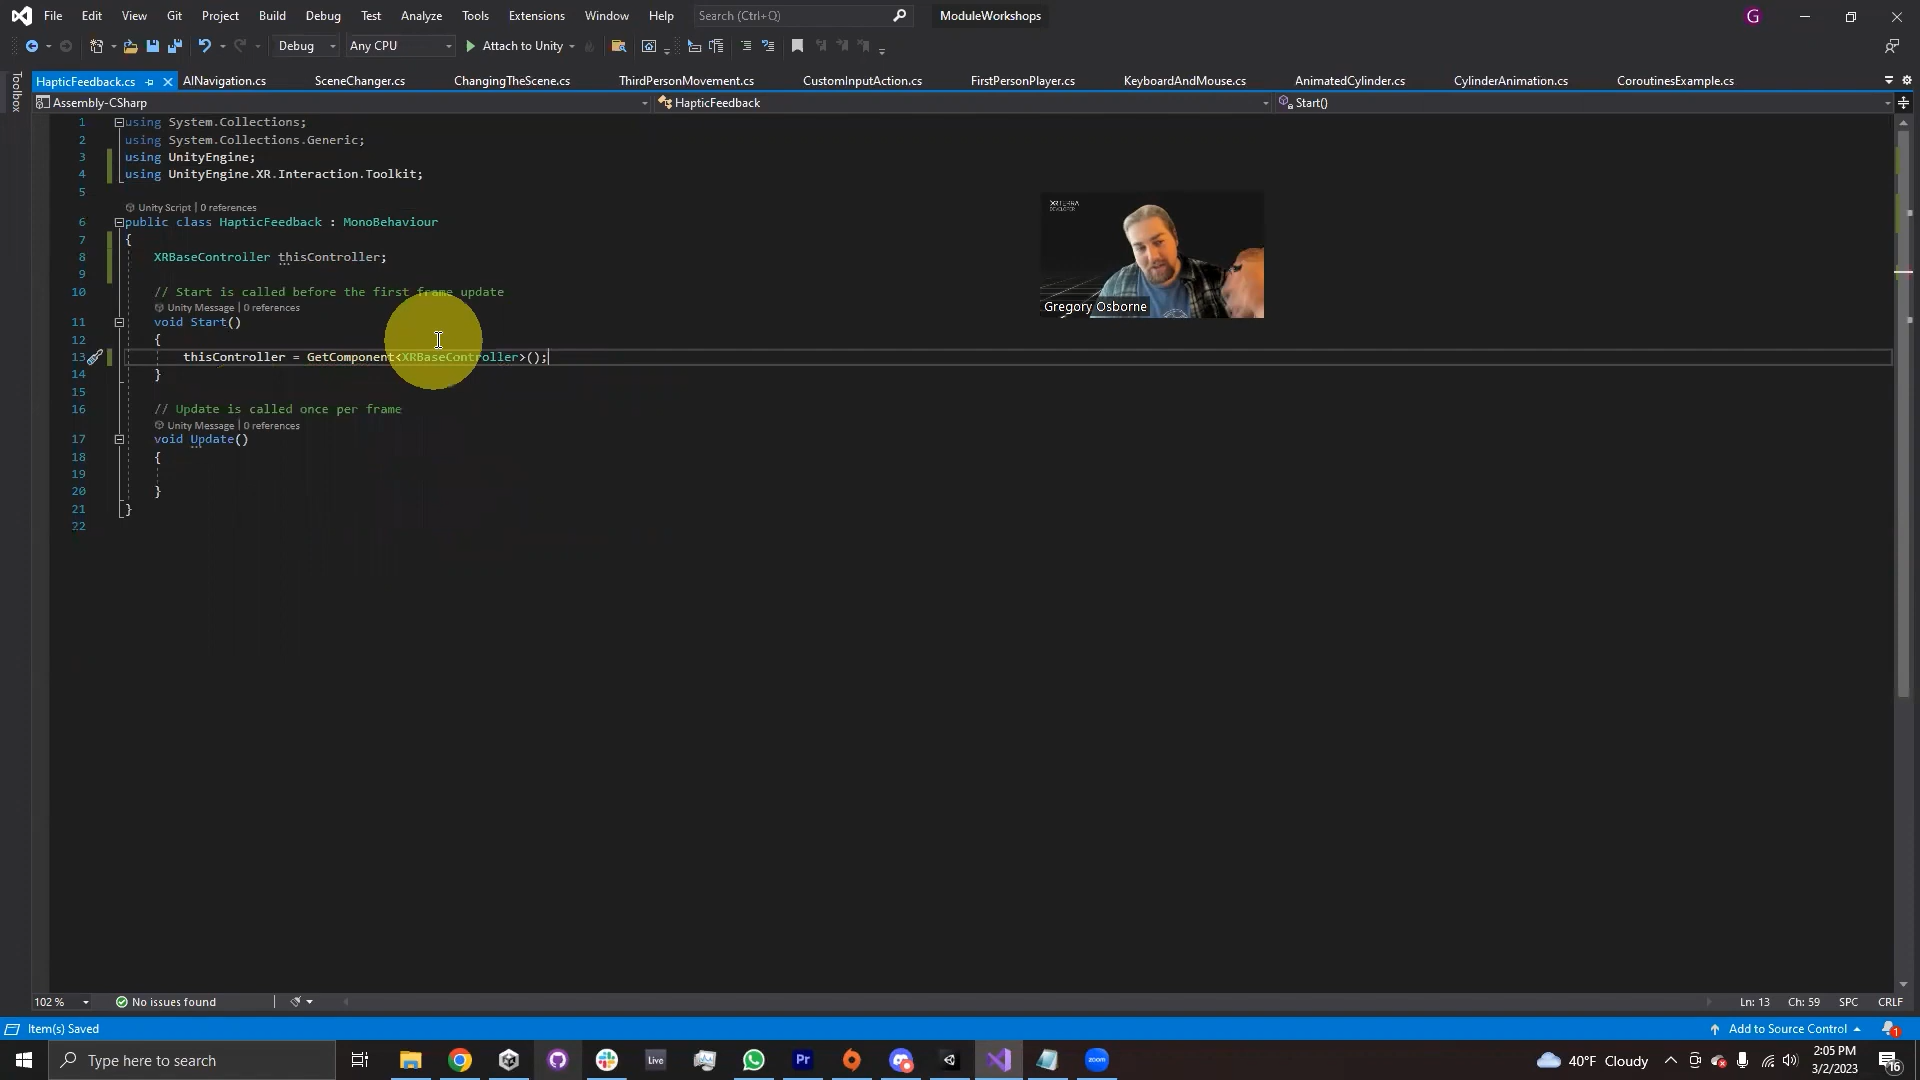 File Edit View Git Project Build Debug Test Analyze Tools Extensions Window Help Search (Ctrl+Q) ModuleWorkshops G
Debug Any CPU Attach to Unity
HapticFeedback.cs AINavigation.cs SceneChanger.cs ChangingTheScene.cs ThirdPersonMovement.cs CustomInputAction.cs FirstPersonPlayer.cs KeyboardAndMouse.cs AnimatedCylinder.cs CylinderAnimation.cs CoroutinesExample.cs
Toolbox
Assembly-CSharp HapticFeedback Start()
1 using System.Collections;
2 using System.Collections.Generic;
3 using UnityEngine;
4 using UnityEngine.XR.Interaction.Toolkit;
5
Unity Script | 0 references
6 public class HapticFeedback : MonoBehaviour
7 {
8 XRBaseController thisController;
9
10 // Start is called before the first frame update
Unity Message | 0 references
11 void Start()
12 {
13 thisController = GetComponent<XRBaseController>();
14 }
15
16 // Update is called once per frame
Unity Message | 0 references
17 void Update()
18 {
19
20 }
21 }
22
XRTERRA
DEVELOPER
Gregory Osborne
102 % No issues found Ln: 13 Ch: 59 SPC CRLF
Item(s) Saved Add to Source Control 1
Type here to search Live Pr zoom 40°F Cloudy 2:05 PM
3/2/2023 16